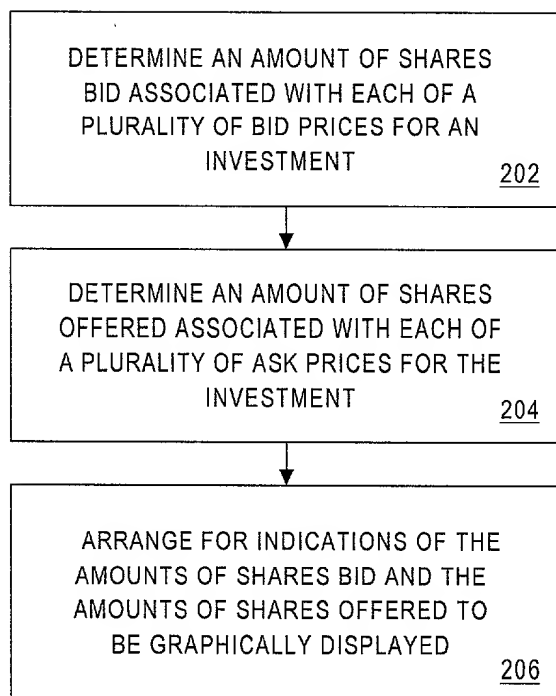 DETERMINE AN AMOUNT OF SHARES
BID ASSOCIATED WITH EACH OF A
PLURALITY OF BID PRICES FOR AN
INVESTMENT
202
DETERMINE AN AMOUNT OF SHARES
OFFERED ASSOCIATED WITH EACH OF
A PLURALITY OF ASK PRICES FOR THE
INVESTMENT
204
ARRANGE FOR INDICATIONS OF THE
AMOUNTS OF SHARES BID AND THE
AMOUNTS OF SHARES OFFERED TO
BE GRAPHICALLY DISPLAYED
206